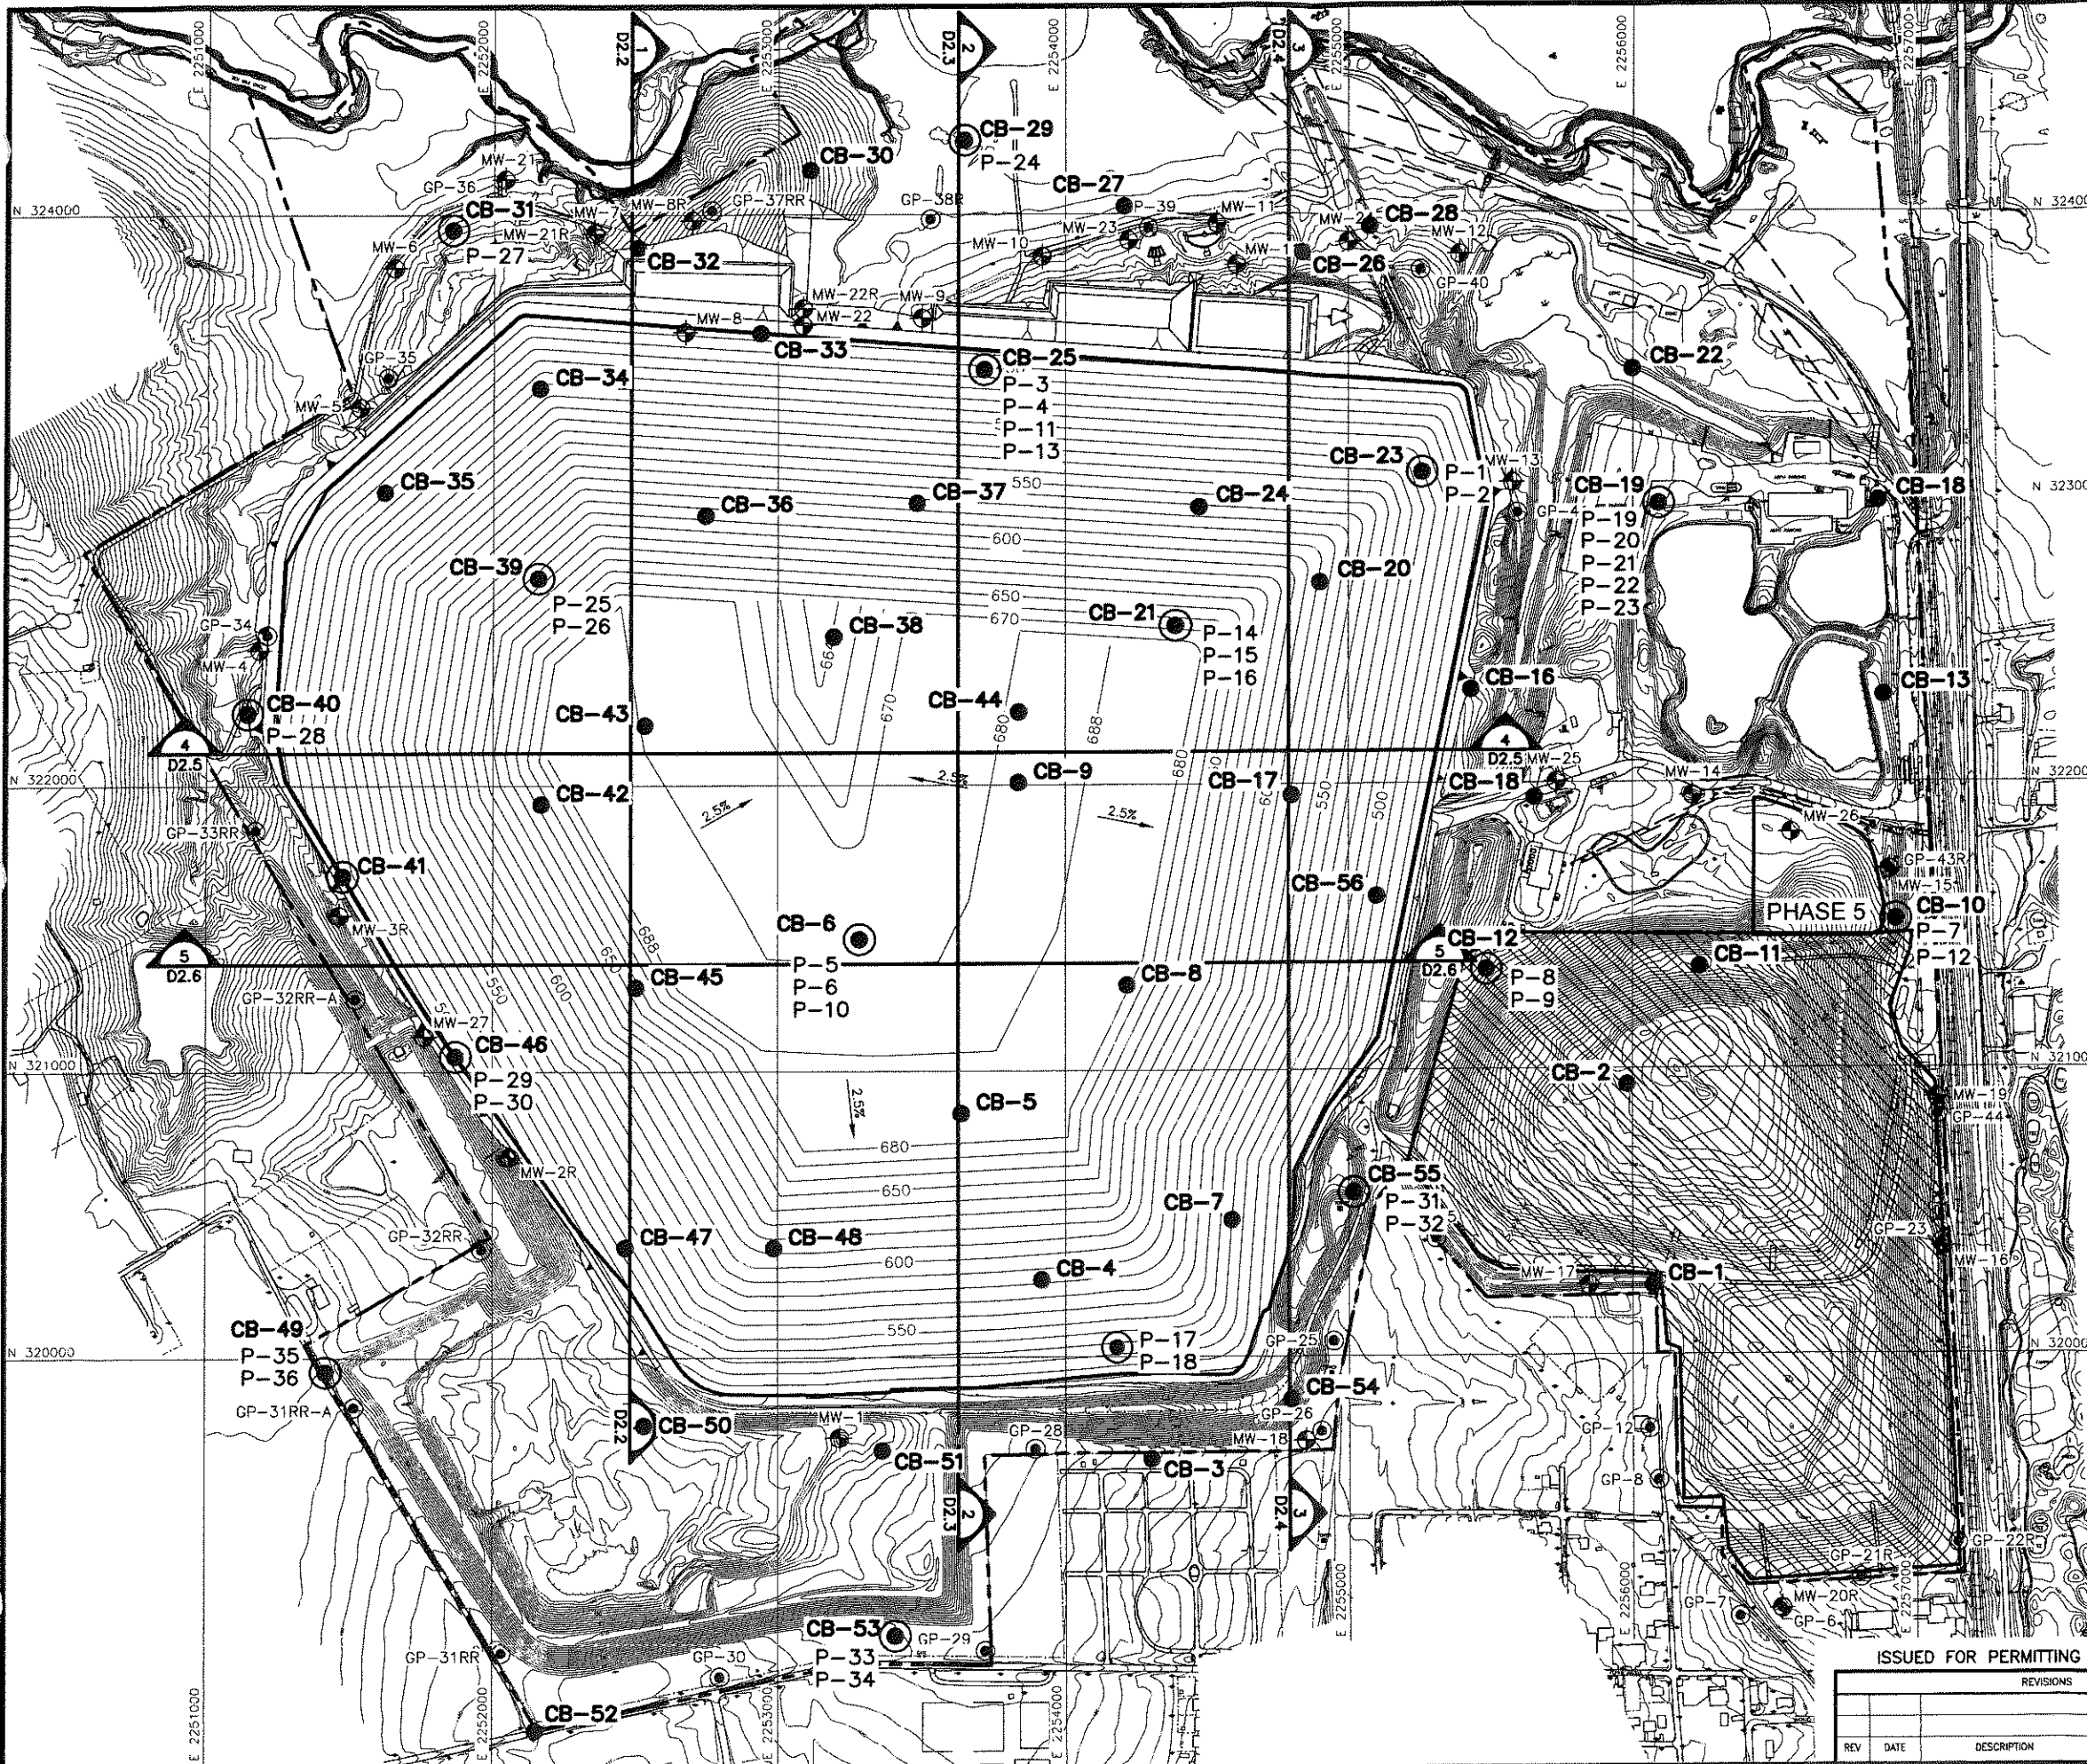 E 2251000
E 2252000
1
D2.2
E 2253000
2
D2.3
E 2254000
3
D2.4
E 2255000
E 2256000
E 2257000
CB-29
P-24
CB-30
MW-21
GP-36
CB-27
N 324000
CB-31
P-27
MW-7
MW-21R
MW-8R
GP-37RR
GP-38R
P-39
MW-11
MW-23
MW-10
CB-28
MW-12
MW-6
CB-32
CB-26
GP-40
MW-22R
MW-22
MW-9
MW-8
CB-33
CB-25
P-3
P-4
P-11
P-13
CB-22
GP-35
CB-34
MW-5
CB-23
P-1
P-2
MW-13
CB-35
CB-36
CB-37
550
CB-24
CB-19
P-19
P-20
P-21
P-22
P-23
CB-18
600
CB-39
P-25
P-26
650
670
CB-20
CB-21
P-14
P-15
P-16
GP-34
MW-4
CB-38
670
CB-40
P-28
CB-43
CB-44
680
688
680
CB-16
CB-13
4
D2.5
4
D2.5
MW-25
MW-14
N 322000
CB-42
2.5%
2.5%
CB-9
2.5%
CB-17
550
500
CB-18
MW-26
GP-33RR
CB-41
MW-3R
CB-56
GP-43R
MW-15
PHASE 5
CB-10
P-7
P-12
CB-6
P-5
P-6
P-10
688
5
D2.6
5
D2.6
CB-12
P-8
P-9
CB-11
550
600
CB-45
CB-8
GP-32RR-A
MW-27
CB-46
P-29
P-30
CB-2
MW-19
GP-44
2.5%
CB-5
680
650
MW-2R
CB-55
P-31
P-32
CB-7
GP-32RR
CB-47
CB-48
600
CB-4
GP-23
MW-16
MW-17
CB-1
CB-49
P-35
P-36
N 320000
550
P-17
P-18
GP-25
GP-31RR-A
D2.2
CB-50
MW-1
CB-51
GP-28
CB-54
GP-26
MW-18
CB-3
GP-12
GP-8
2
D2.3
3
D2.4
GP-22R
GP-21R
CB-53
P-33
P-34
GP-29
GP-31RR
GP-30
GP-7
MW-20R
GP-6
CB-52
E 2251000
E 2252000
E 2253000
E 2254000
E 2255000
E 2256000
E 2257000
ISSUED FOR PERMITTING
REVISIONS
REV DATE DESCRIPTION